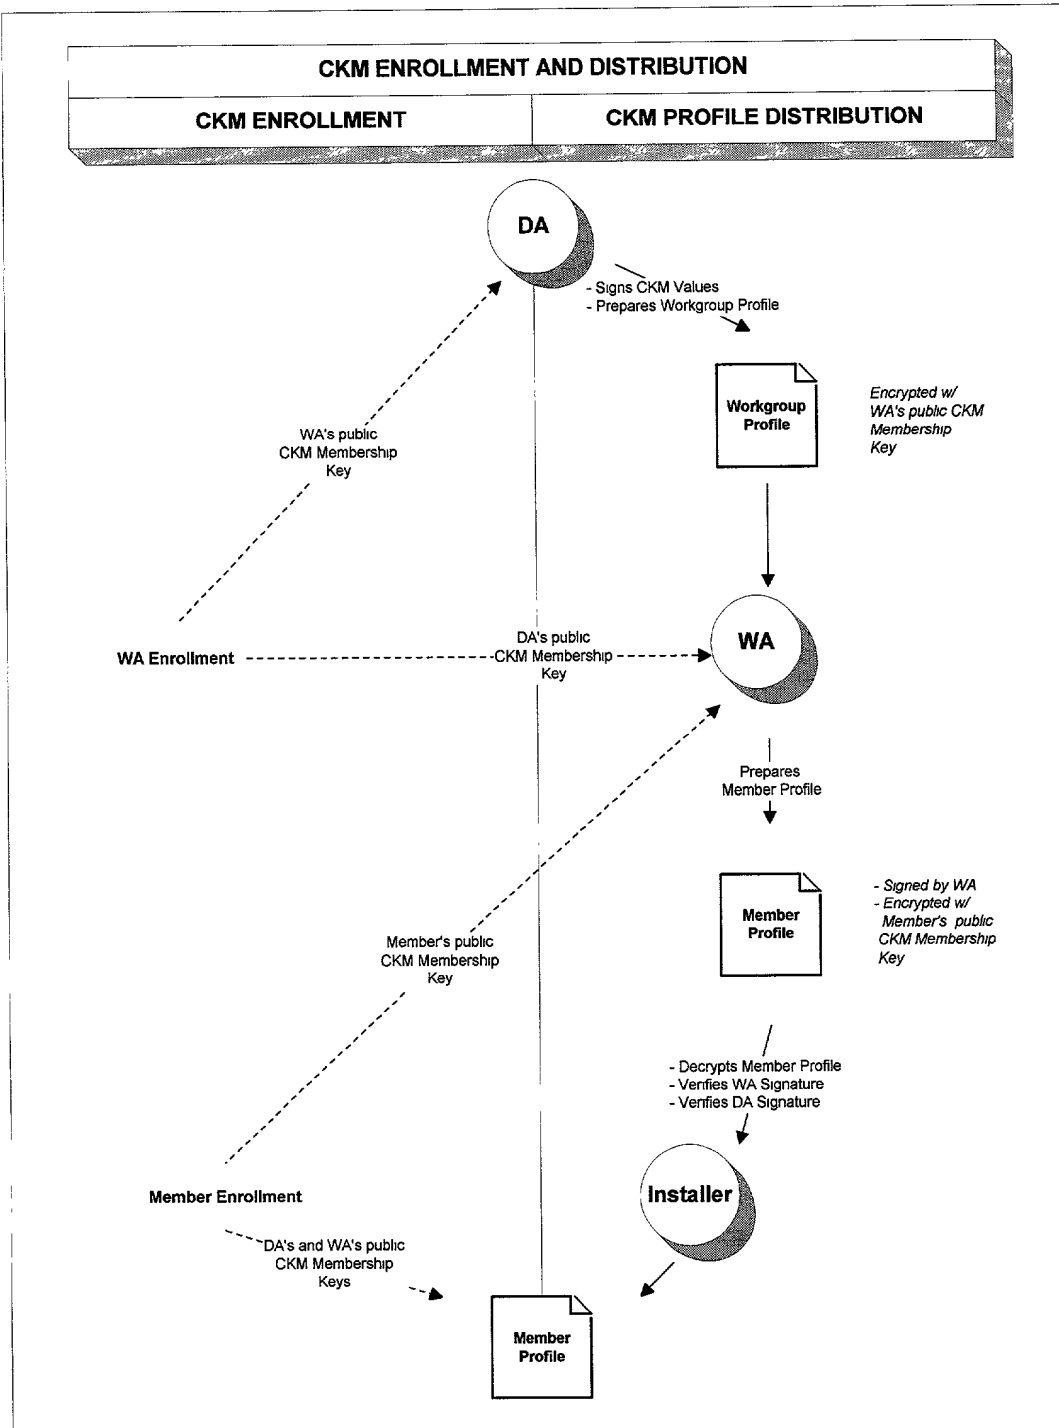 CKM ENROLLMENT AND DISTRIBUTION
CKM ENROLLMENT
CKM PROFILE DISTRIBUTION
DA
- Signs CKM Values
- Prepares Workgroup Profile
Workgroup
Profile
Encrypted w/
WA's public CKM
Membership
Key
WA's public
CKM Membership
Key
WA Enrollment
DA's public
CKM Membership
Key
WA
Prepares
Member Profile
Member
Profile
- Signed by WA
- Encrypted w/
Member's public
CKM Membership
Key
Member's public
CKM Membership
Key
- Decrypts Member Profile
- Verifies WA Signature
- Verifies DA Signature
Installer
Member Enrollment
DA's and WA's public
CKM Membership
Keys
Member
Profile